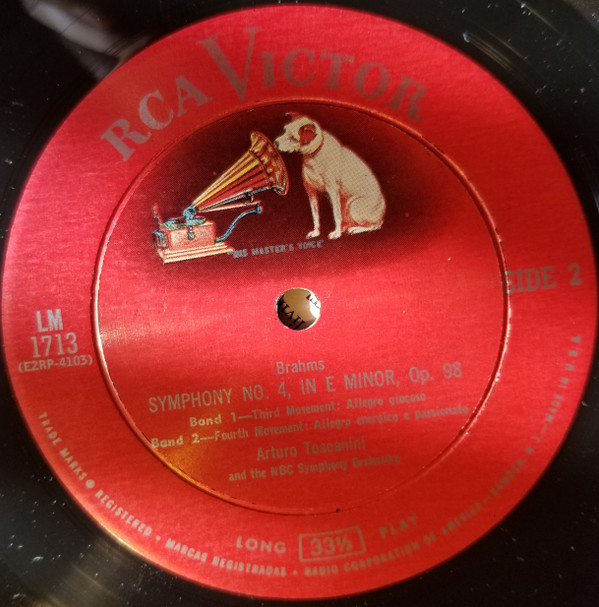 RCA VICTOR
"HIS MASTER'S VOICE"
SIDE 2
LM
1713
(E2RP-4103)
Brahms
SYMPHONY NO. 4, IN E MINOR, Op. 98
Band 1—Third Movement: Allegro giocoso
Band 2—Fourth Movement: Allegro energico e passionato
Arturo Toscanini
and the NBC Symphony Orchestra
LONG 33⅓ PLAY
TRADE MARKS ® REGISTERED • MARCAS REGISTRADAS • RADIO CORPORATION OF AMERICA—CAMDEN, N. J.—MADE IN U.S.A.